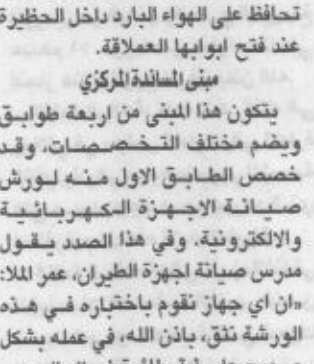 تحافظ على الهواء البارد داخل الحظيرة
عند فتح ابوابها العملاقة.
مبنى المساندة المركزي
يتكون هذا المبنى من اربعة طوابق
ويضم مختلف التخصصات، وقد
خصص الطابق الاول منه لورش
صيانة الاجهزة الكهربائية
والالكترونية. وفي هذا الصدد يقول
مدرس صيانة اجهزة الطيران، عمر الملا:
«ان اي جهاز نقوم باختباره في هذه
الورشة نثق، باذن الله، في عمله بشكل